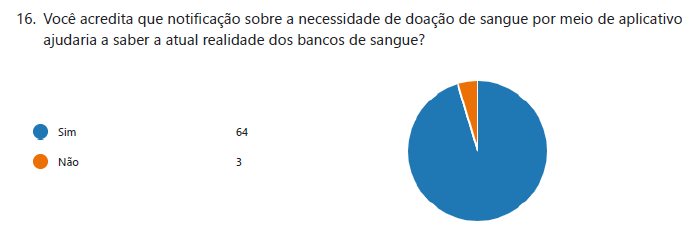 16. Você acredita que notificação sobre a necessidade de doação de sangue por meio de aplicativo
ajudaria a saber a atual realidade dos bancos de sangue?
Sim 64
Não 3